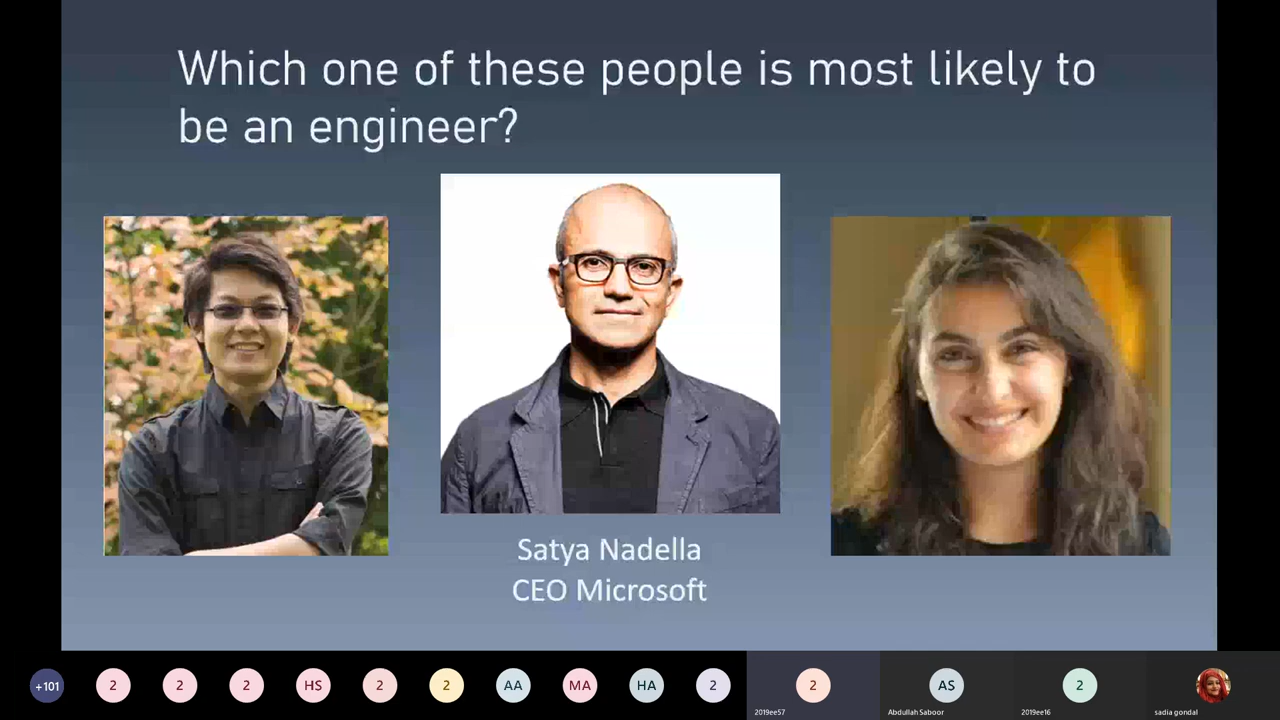 Which one of these people is most likely to
be an engineer?
Satya Nadella
CEO Microsoft
+101
2
2
2
HS
2
2
AA
MA
HA
2
2
2019ee57
AS
Abdullah Saboor
2
2019ee16
sadia gondal